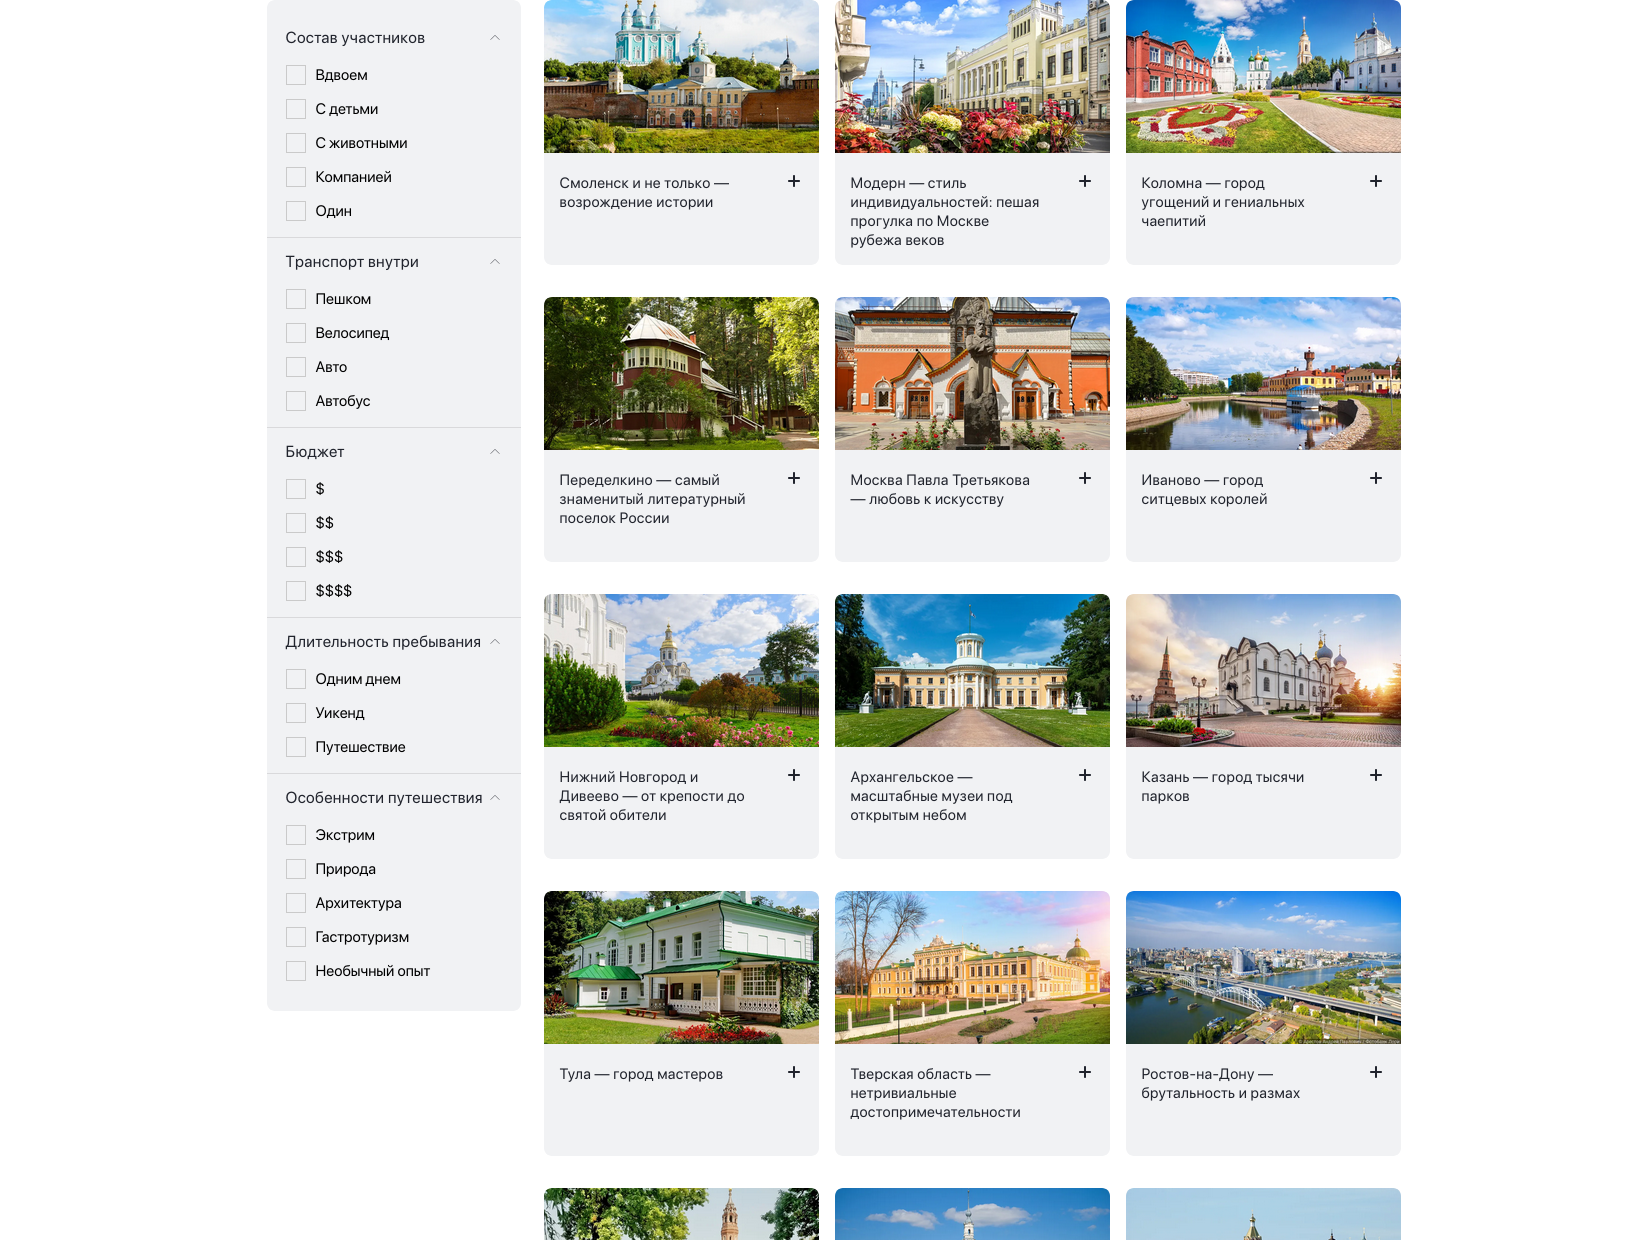 Состав участников
Вдвоем
С детьми
С животными
Компанией
Один
Транспорт внутри
Пешком
Велосипед
Авто
Автобус
Бюджет
$
$$
$$$
$$$$
Длительность пребывания
Одним днем
Уикенд
Путешествие
Особенности путешествия
Экстрим
Природа
Архитектура
Гастротуризм
Необычный опыт
Смоленск и не только —
возрождение истории
Модерн — стиль
индивидуальностей: пешая
прогулка по Москве
рубежа веков
Коломна — город
угощений и гениальных
чаепитий
Переделкино — самый
знаменитый литературный
поселок России
Москва Павла Третьякова
— любовь к искусству
Иваново — город
ситцевых королей
Нижний Новгород и
Дивеево — от крепости до
святой обители
Архангельское —
масштабные музеи под
открытым небом
Казань — город тысячи
парков
Тула — город мастеров
Тверская область —
нетривиальные
достопримечательности
Ростов-на-Дону —
брутальность и размах